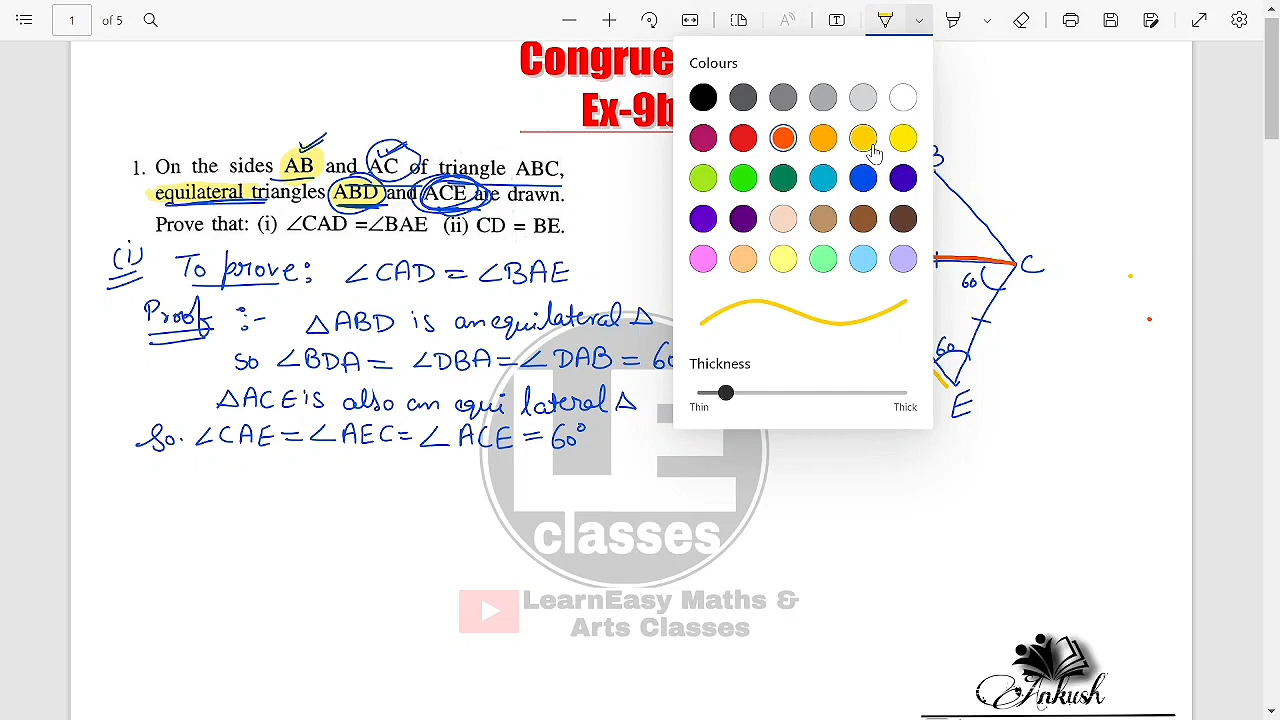 1
of 5
Congrue
Ex-9b
1. On the sides AB and AC of triangle ABC,
equilateral triangles ABD and ACE are drawn.
Prove that: (i) ∠CAD =∠BAE (ii) CD = BE.
(i) To prove: ∠CAD = ∠BAE
Proof :- △ABD is an equilateral △
so ∠BDA = ∠DBA = ∠DAB = 60
△ACE is also an equi lateral △
So. ∠CAE = ∠AEC = ∠ACE = 60°
Colours
Thickness
Thin
Thick
B
C
60
60
E
LE
classes
LearnEasy Maths &
Arts Classes
Ankush